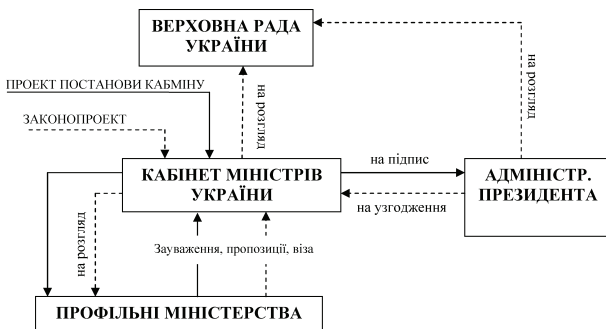 ВЕРХОВНА РАДА
УКРАЇНИ
на розгляд
ПРОЕКТ ПОСТАНОВИ КАБМІНУ
на розгляд
ЗАКОНОПРОЕКТ
КАБІНЕТ МІНІСТРІВ
УКРАЇНИ
на підпис
АДМІНІСТР.
ПРЕЗИДЕНТА
на узгодження
на розгляд
Зауваження, пропозиції, віза
ПРОФІЛЬНІ МІНІСТЕРСТВА